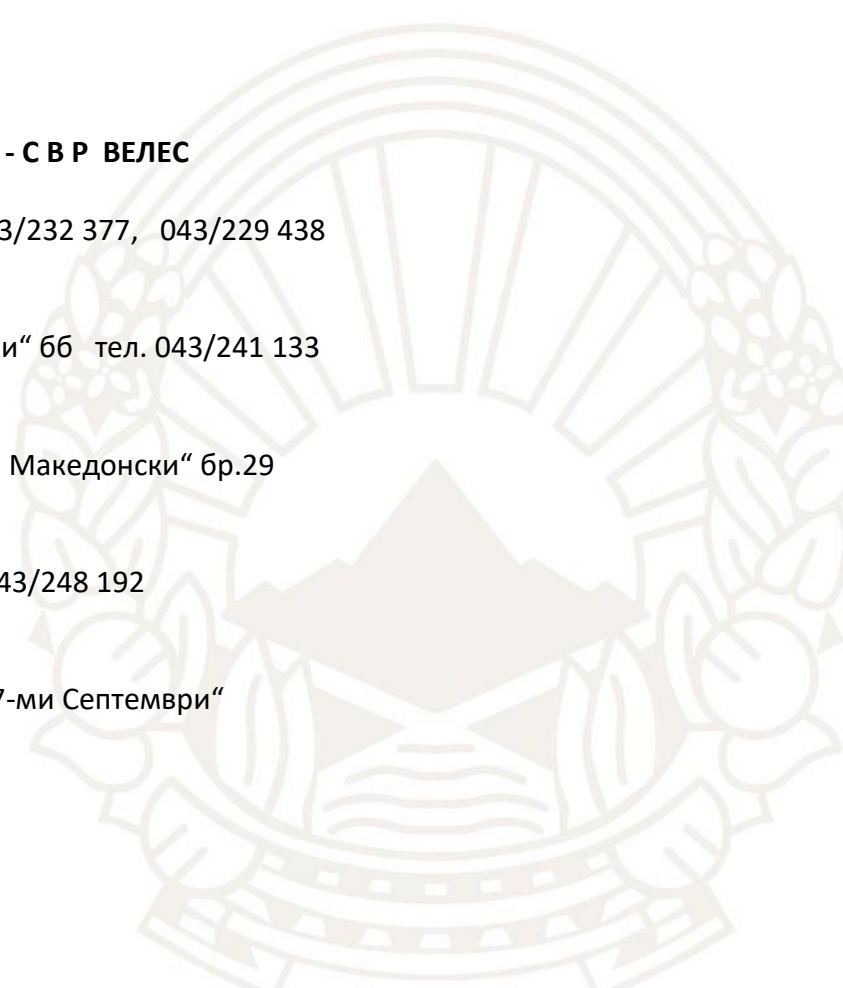 - С В Р ВЕЛЕС
3/232 377, 043/229 438
и“ бб тел. 043/241 133
Македонски“ бр.29
43/248 192
7-ми Септември“